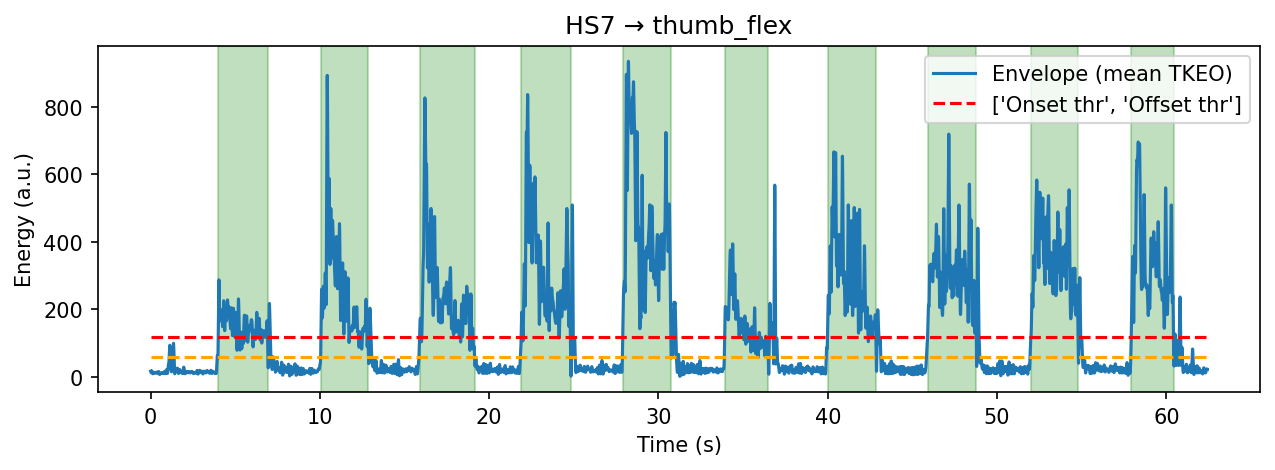 HS7 → thumb_flex
Envelope (mean TKEO)
['Onset thr', 'Offset thr']
Energy (a.u.)
800
600
400
200
0
0 10 20 30 40 50 60
Time (s)